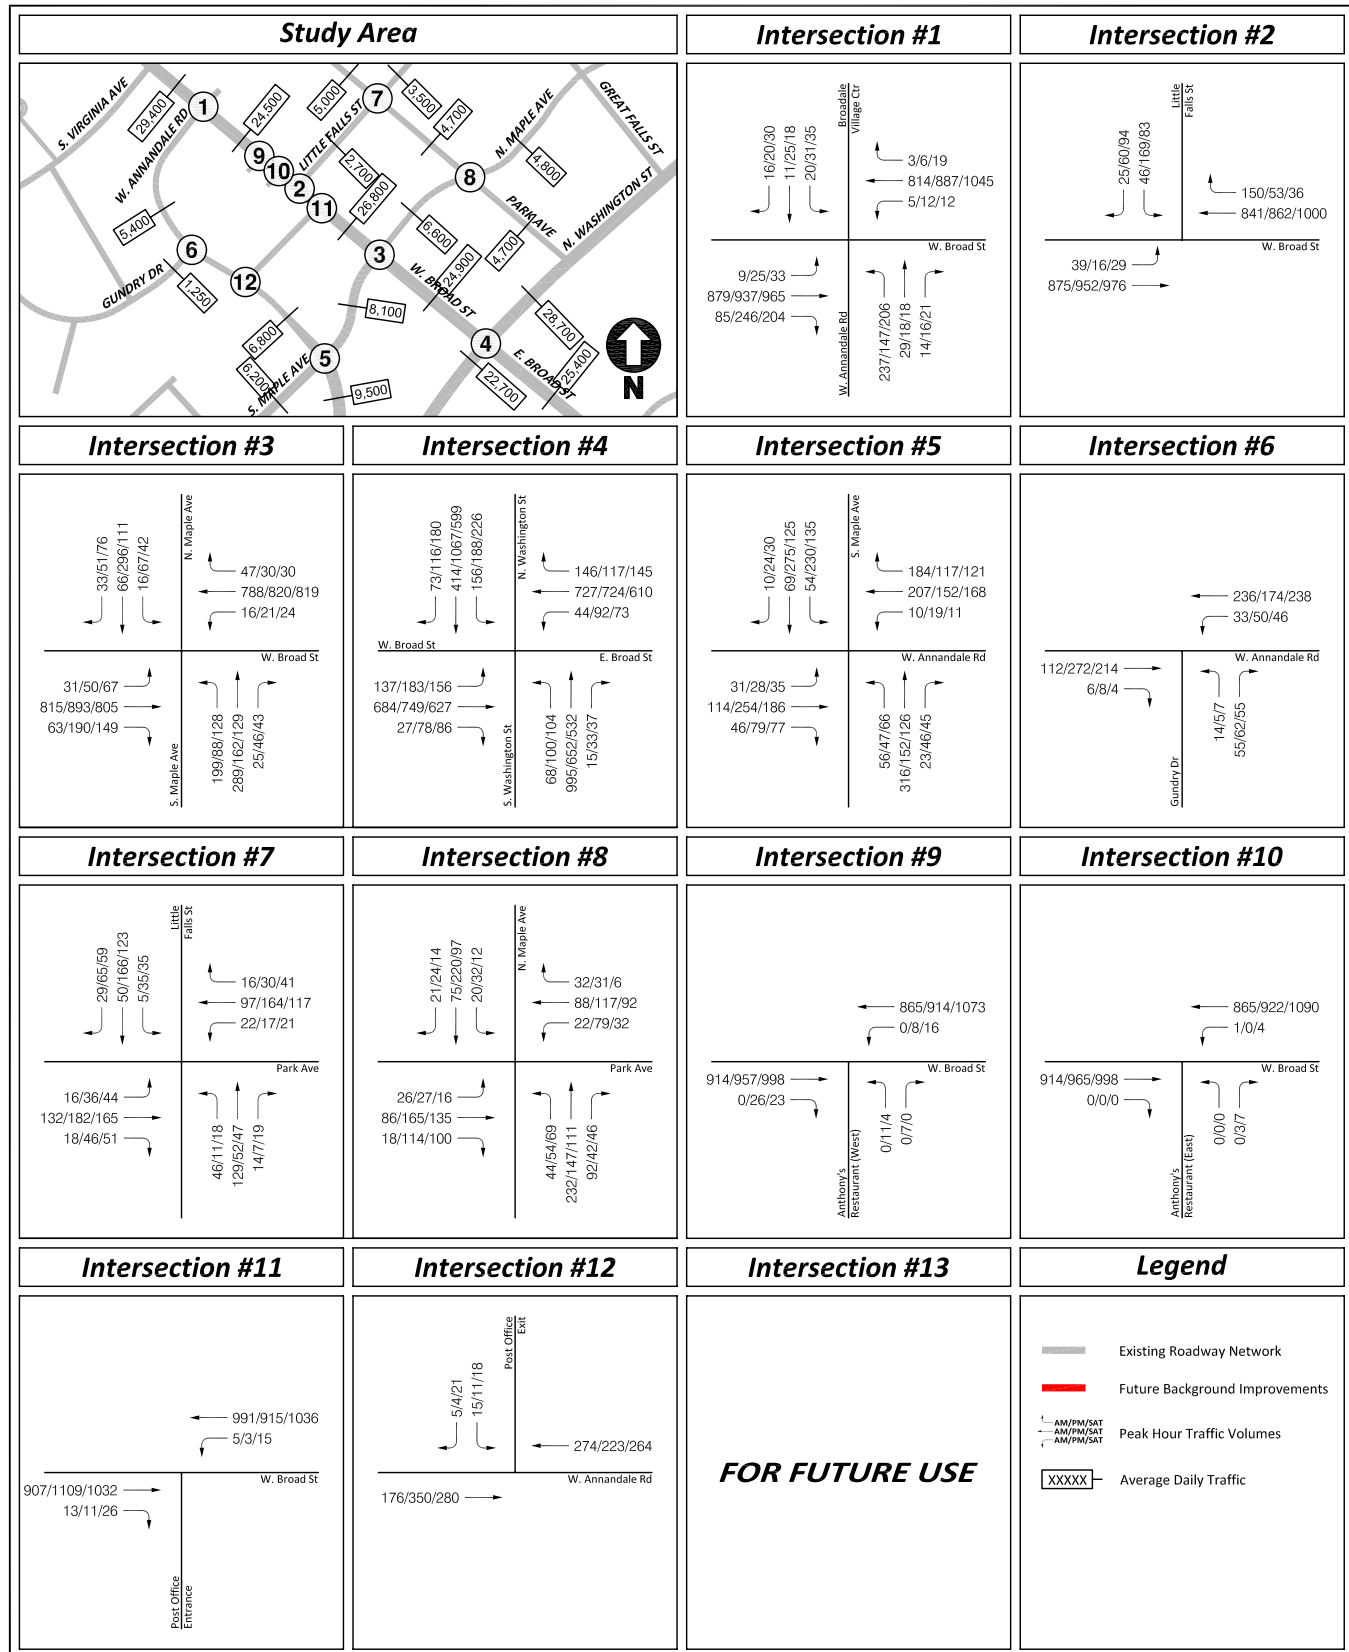 Study Area
S. VIRGINIA AVE
29,400
W. ANNANDALE RD
1
24,500
5,000
LITTLE FALLS ST
7
3,500
4,700
N. MAPLE AVE
GREAT FALLS ST
4,800
9
10
2
11
2,700
26,800
8
PARK AVE
N. WASHINGTON ST
5,400
6
GUNDRY DR
1,250
12
3
6,600
24,900
4,700
W. BROAD ST
8,100
28,700
6,800
6,200
S. MAPLE AVE
5
9,500
4
22,700
E. BROAD ST
25,400
N
Intersection #1
Broadale
Village Ctr
16/20/30
11/25/18
20/31/35
3/6/19
814/887/1045
5/12/12
W. Broad St
9/25/33
879/937/965
85/246/204
W. Annandale Rd
237/147/206
29/18/18
14/16/21
Intersection #2
Little
Falls St
25/60/94
46/169/83
150/53/36
841/862/1000
W. Broad St
39/16/29
875/952/976
Intersection #3
N. Maple Ave
33/51/76
66/296/111
16/67/42
47/30/30
788/820/819
16/21/24
W. Broad St
31/50/67
815/893/805
63/190/149
S. Maple Ave
199/88/128
289/162/129
25/46/43
Intersection #4
N. Washington St
73/116/180
414/1067/599
156/188/226
146/117/145
727/724/610
44/92/73
W. Broad St
E. Broad St
137/183/156
684/749/627
27/78/86
S. Washington St
68/100/104
995/652/532
15/33/37
Intersection #5
S. Maple Ave
10/24/30
69/275/125
54/230/135
184/117/121
207/152/168
10/19/11
W. Annandale Rd
31/28/35
114/254/186
46/79/77
56/47/66
316/152/126
23/46/45
Intersection #6
236/174/238
33/50/46
W. Annandale Rd
112/272/214
6/8/4
Gundry Dr
14/5/7
55/62/55
Intersection #7
Little
Falls St
29/65/59
50/166/123
5/35/35
16/30/41
97/164/117
22/17/21
Park Ave
16/36/44
132/182/165
18/46/51
46/11/18
129/52/47
14/7/19
Intersection #8
N. Maple Ave
21/24/14
75/220/97
20/32/12
32/31/6
88/117/92
22/79/32
Park Ave
26/27/16
86/165/135
18/114/100
44/54/69
232/147/111
92/42/46
Intersection #9
865/914/1073
0/8/16
W. Broad St
914/957/998
0/26/23
Anthony's
Restaurant (West)
0/11/4
0/7/0
Intersection #10
865/922/1090
1/0/4
W. Broad St
914/965/998
0/0/0
Anthony's
Restaurant (East)
0/0/0
0/3/7
Intersection #11
991/915/1036
5/3/15
W. Broad St
907/1109/1032
13/11/26
Post Office
Entrance
Intersection #12
Post Office
Exit
5/4/21
15/11/18
274/223/264
W. Annandale Rd
176/350/280
Intersection #13
FOR FUTURE USE
Legend
Existing Roadway Network
Future Background Improvements
AM/PM/SAT
AM/PM/SAT
AM/PM/SAT
Peak Hour Traffic Volumes
XXXXX
Average Daily Traffic